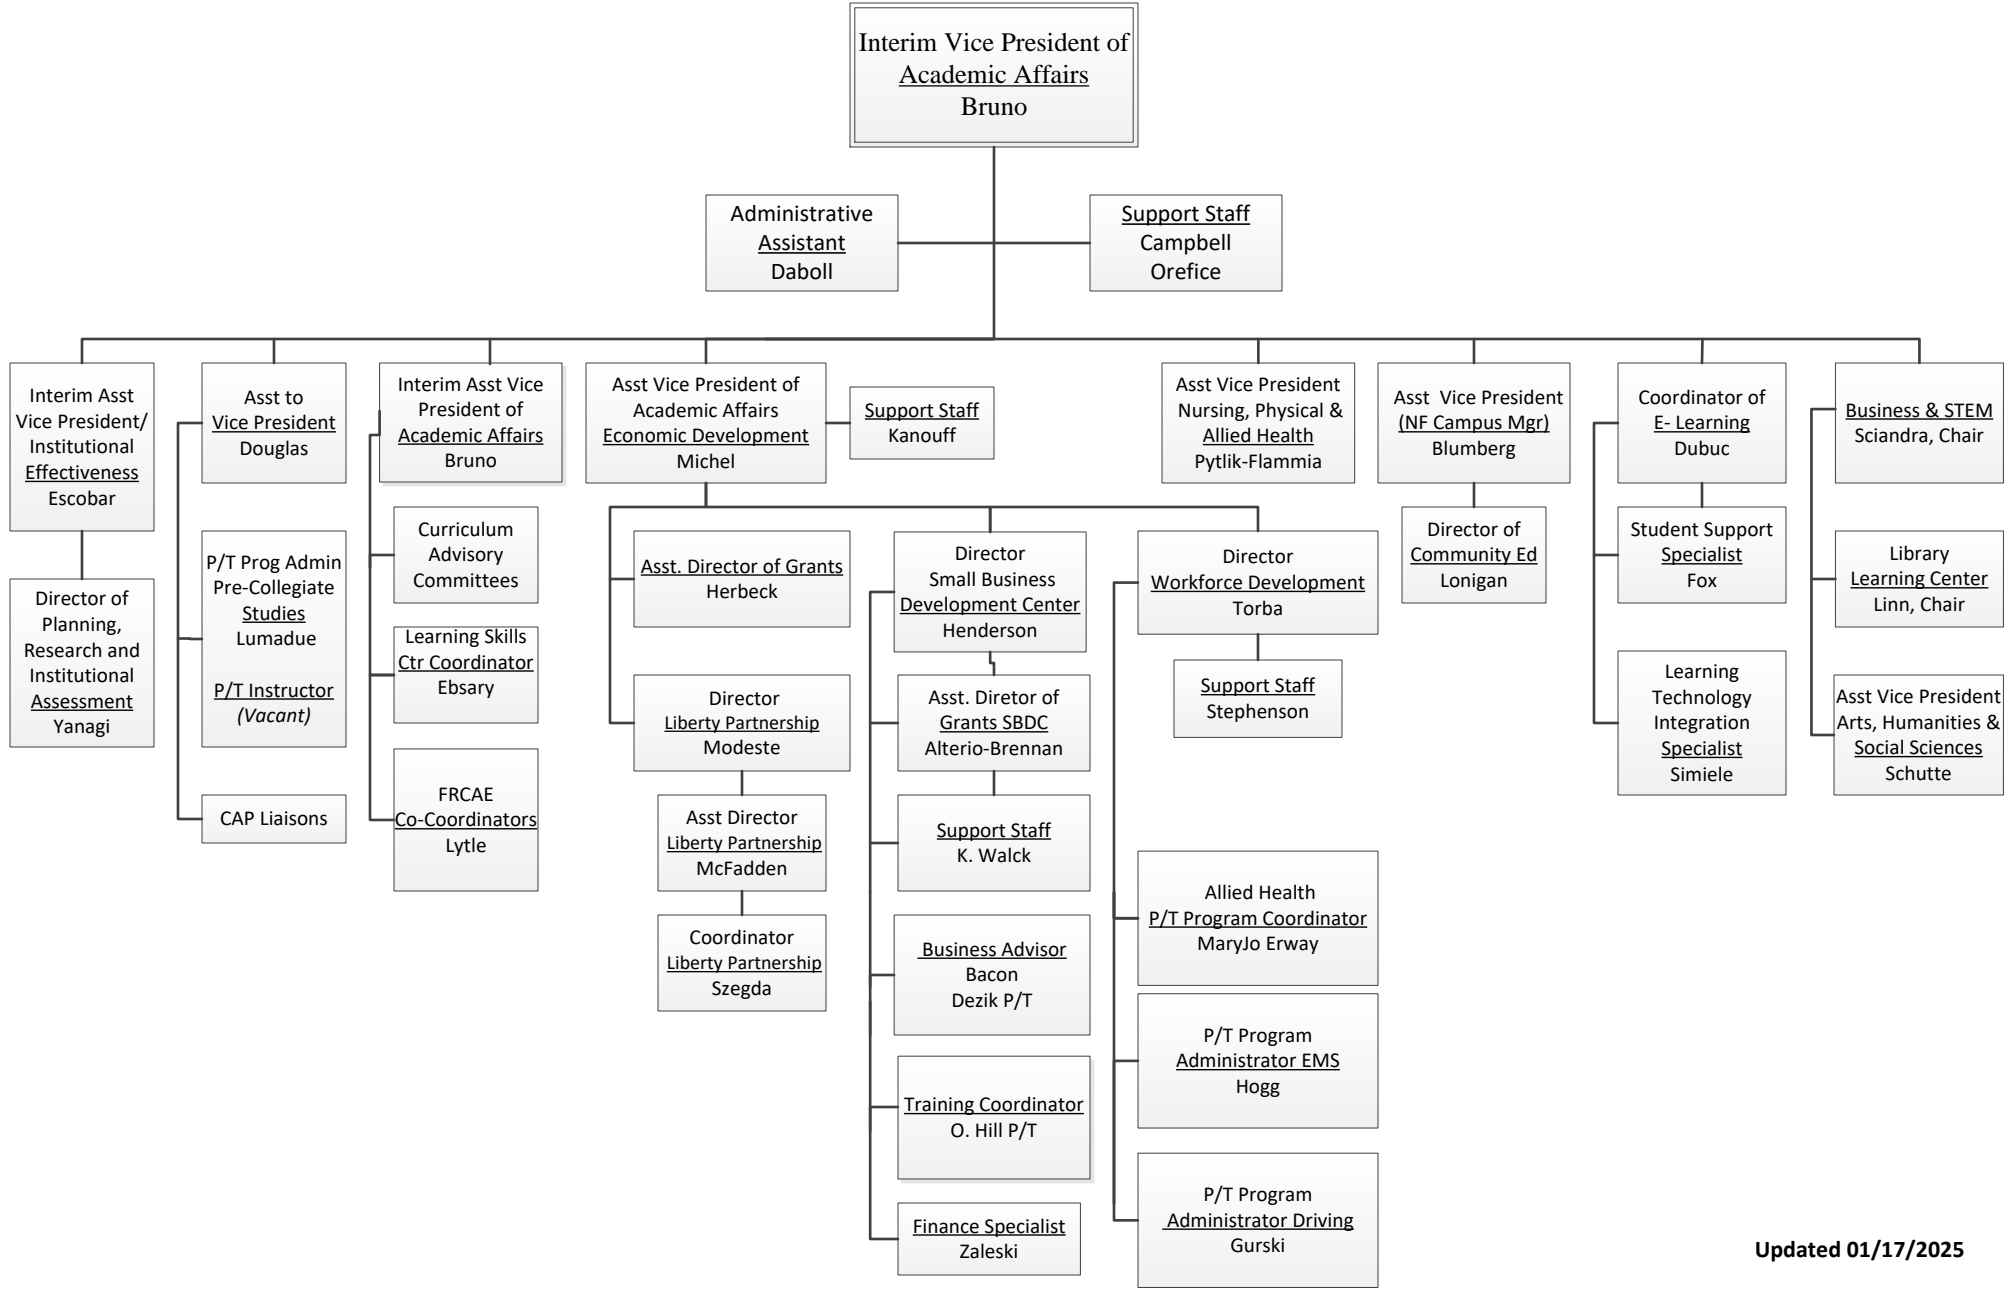 Interim Vice President of
Academic Affairs
Bruno
Administrative
Assistant
Daboll
Support Staff
Campbell
Orefice
Interim Asst
Vice President/
Institutional
Effectiveness
Escobar
Director of
Planning,
Research and
Institutional
Assessment
Yanagi
Asst to
Vice President
Douglas
P/T Prog Admin
Pre-Collegiate
Studies
Lumadue
P/T Instructor
(Vacant)
CAP Liaisons
Interim Asst Vice
President of
Academic Affairs
Bruno
Curriculum
Advisory
Committees
Learning Skills
Ctr Coordinator
Ebsary
FRCAE
Co-Coordinators
Lytle
Asst Vice President of
Academic Affairs
Economic Development
Michel
Support Staff
Kanouff
Asst. Director of Grants
Herbeck
Director
Liberty Partnership
Modeste
Asst Director
Liberty Partnership
McFadden
Coordinator
Liberty Partnership
Szegda
Director
Small Business
Development Center
Henderson
Asst. Diretor of
Grants SBDC
Alterio-Brennan
Support Staff
K. Walck
Business Advisor
Bacon
Dezik P/T
Training Coordinator
O. Hill P/T
Finance Specialist
Zaleski
Director
Workforce Development
Torba
Support Staff
Stephenson
Allied Health
P/T Program Coordinator
MaryJo Erway
P/T Program
Administrator EMS
Hogg
P/T Program
Administrator Driving
Gurski
Asst Vice President
Nursing, Physical &
Allied Health
Pytlik-Flammia
Asst  Vice President
(NF Campus Mgr)
Blumberg
Director of
Community Ed
Lonigan
Coordinator of
E- Learning
Dubuc
Student Support
Specialist
Fox
Learning
Technology
Integration
Specialist
Simiele
Business & STEM
Sciandra, Chair
Library
Learning Center
Linn, Chair
Asst Vice President
Arts, Humanities &
Social Sciences
Schutte
Updated 01/17/2025